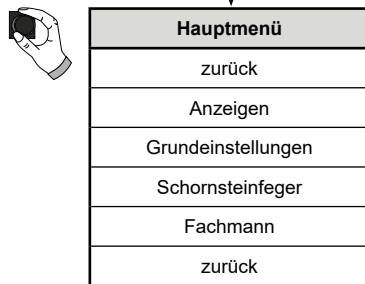 Hauptmenü
zurück
Anzeigen
Grundeinstellungen
Schornsteinfeger
Fachmann
zurück